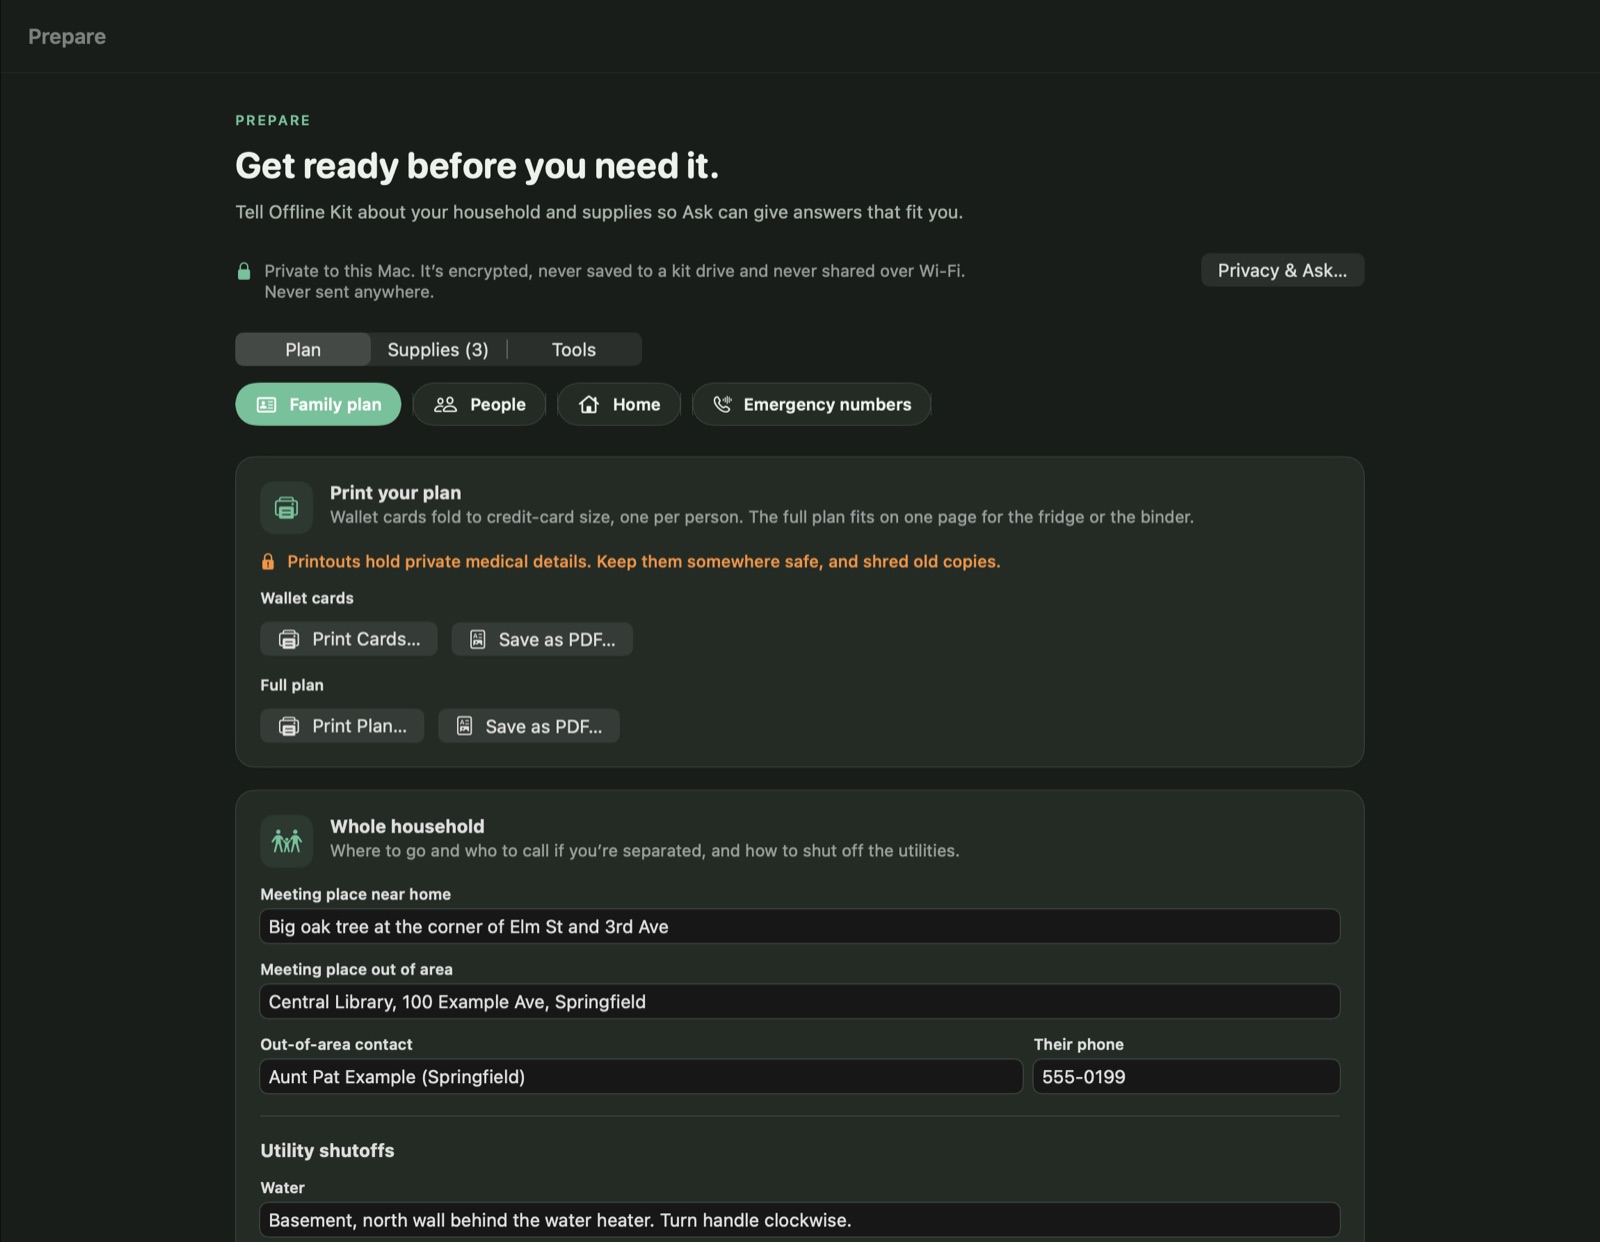 Prepare
PREPARE
Get ready before you need it.
Tell Offline Kit about your household and supplies so Ask can give answers that fit you.
Private to this Mac. It’s encrypted, never saved to a kit drive and never shared over Wi-Fi.
Never sent anywhere.
Privacy & Ask...
Plan
Supplies (3)
Tools
Family plan
People
Home
Emergency numbers
Print your plan
Wallet cards fold to credit-card size, one per person. The full plan fits on one page for the fridge or the binder.
Printouts hold private medical details. Keep them somewhere safe, and shred old copies.
Wallet cards
Print Cards...
Save as PDF...
Full plan
Print Plan...
Save as PDF...
Whole household
Where to go and who to call if you’re separated, and how to shut off the utilities.
Meeting place near home
Big oak tree at the corner of Elm St and 3rd Ave
Meeting place out of area
Central Library, 100 Example Ave, Springfield
Out-of-area contact
Their phone
Aunt Pat Example (Springfield)
555-0199
Utility shutoffs
Water
Basement, north wall behind the water heater. Turn handle clockwise.